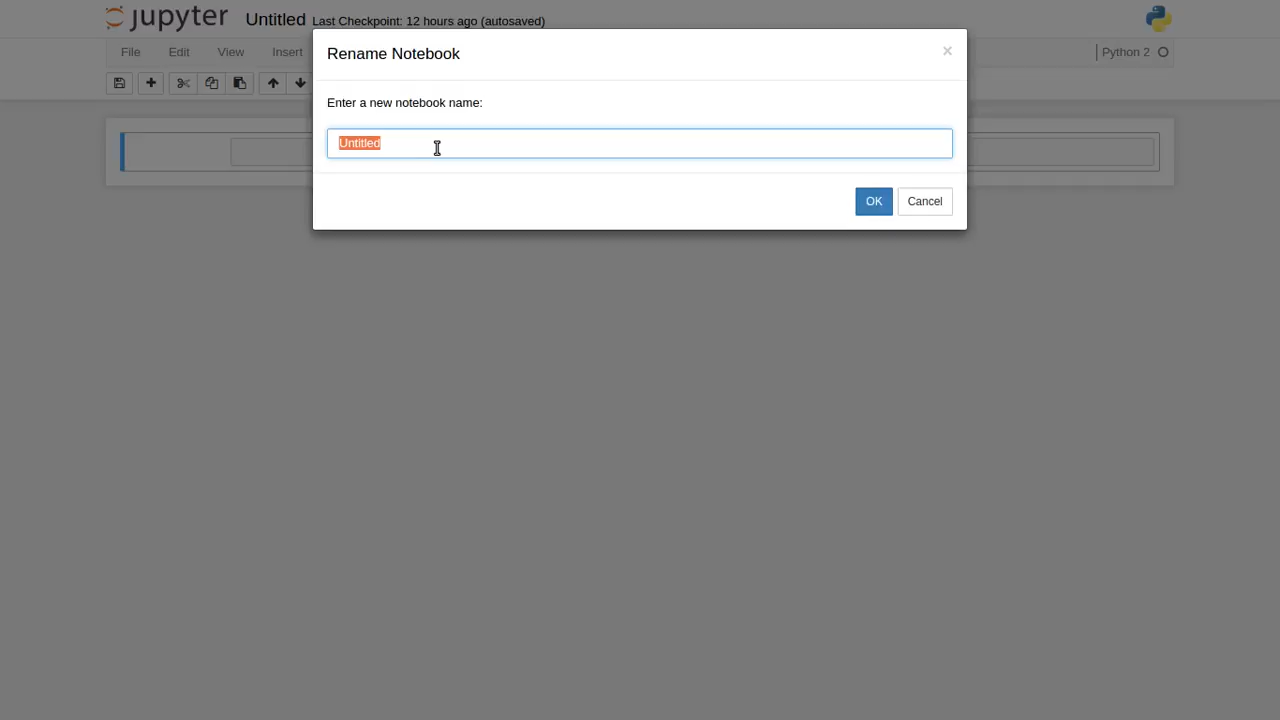 jupyter Untitled Last Checkpoint: 12 hours ago (autosaved)
Rename Notebook ×
File Edit View Insert Python 2
Enter a new notebook name:
Untitled
OK Cancel